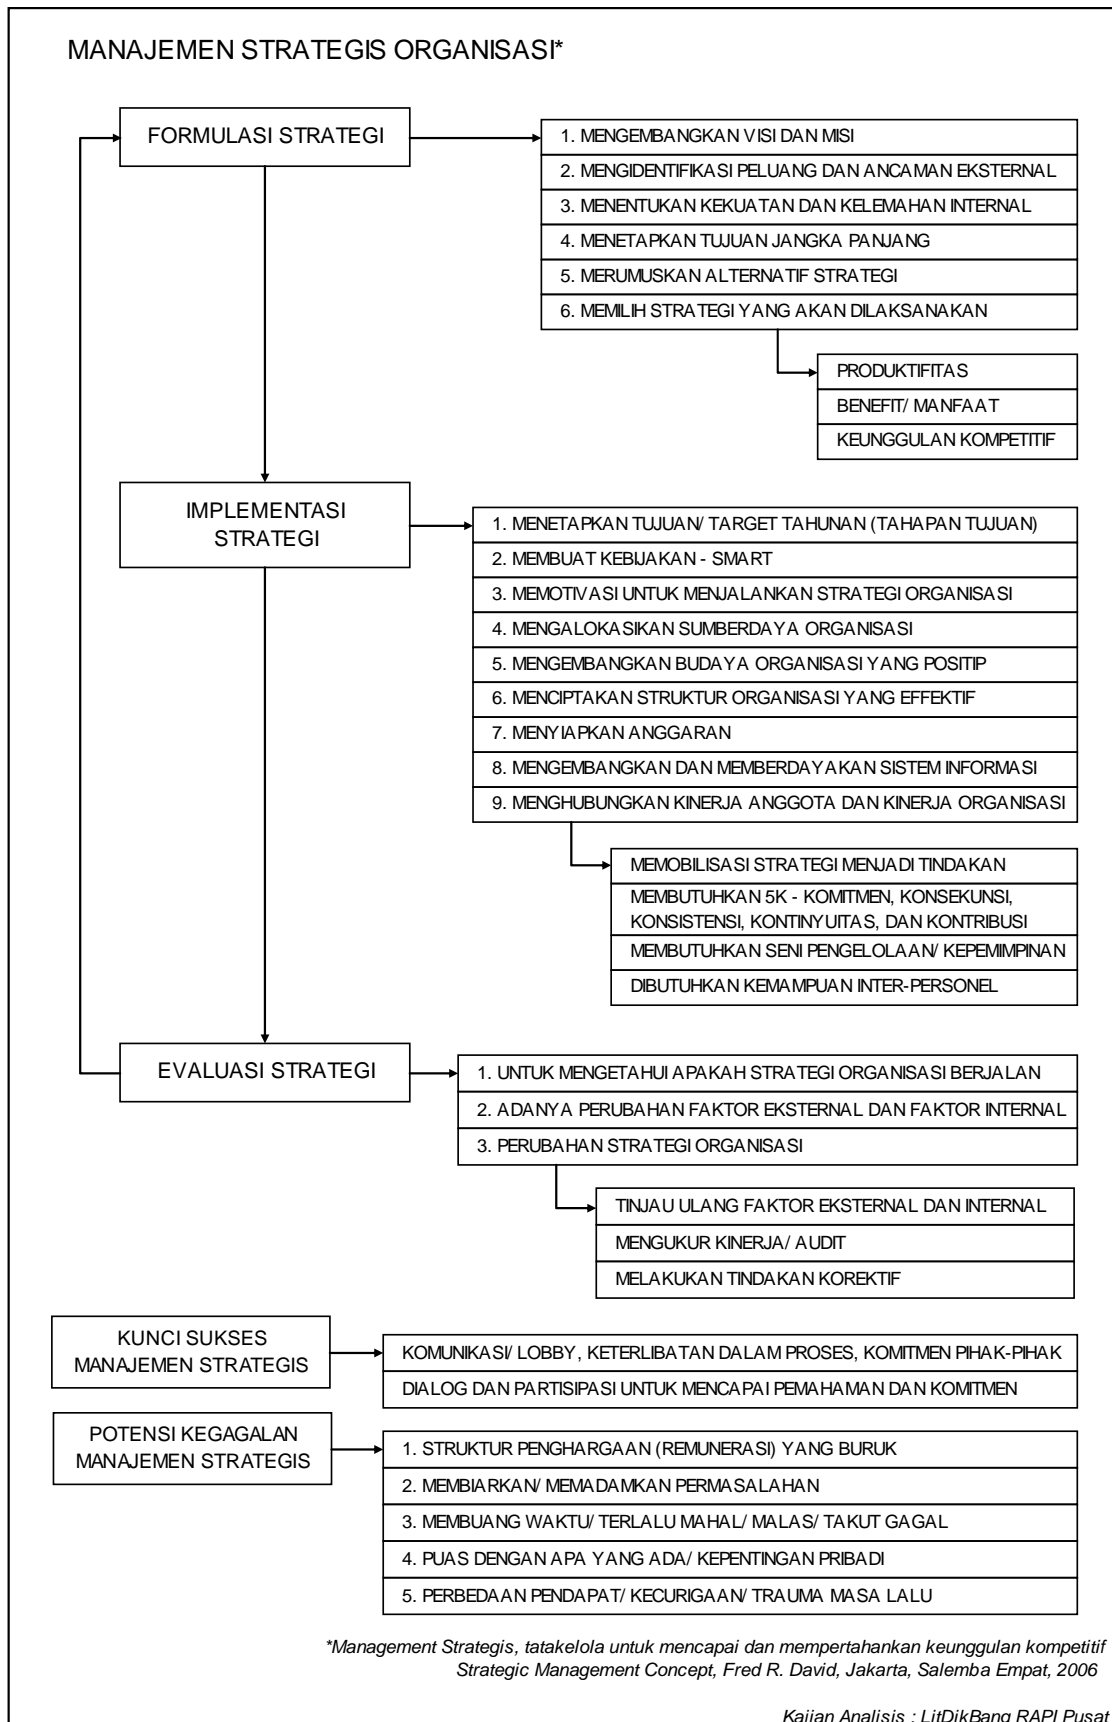 MANAJEMEN STRATEGIS ORGANISASI*
FORMULASI STRATEGI
1. MENGEMBANGKAN VISI DAN MISI
2. MENGIDENTIFIKASI PELUANG DAN ANCAMAN EKSTERNAL
3. MENENTUKAN KEKUATAN DAN KELEMAHAN INTERNAL
4. MENETAPKAN TUJUAN JANGKA PANJANG
5. MERUMUSKAN ALTERNATIF STRATEGI
6. MEMILIH STRATEGI YANG AKAN DILAKSANAKAN
PRODUKTIFITAS
BENEFIT/ MANFAAT
KEUNGGULAN KOMPETITIF
IMPLEMENTASI
STRATEGI
1. MENETAPKAN TUJUAN/ TARGET TAHUNAN (TAHAPAN TUJUAN)
2. MEMBUAT KEBIJAKAN - SMART
3. MEMOTIVASI UNTUK MENJALANKAN STRATEGI ORGANISASI
4. MENGALOKASIKAN SUMBERDAYA ORGANISASI
5. MENGEMBANGKAN BUDAYA ORGANISASI YANG POSITIP
6. MENCIPTAKAN STRUKTUR ORGANISASI YANG EFFEKTIF
7. MENYIAPKAN ANGGARAN
8. MENGEMBANGKAN DAN MEMBERDAYAKAN SISTEM INFORMASI
9. MENGHUBUNGKAN KINERJA ANGGOTA DAN KINERJA ORGANISASI
MEMOBILISASI STRATEGI MENJADI TINDAKAN
MEMBUTUHKAN 5K - KOMITMEN, KONSEKUNSI,
KONSISTENSI, KONTINYUITAS, DAN KONTRIBUSI
MEMBUTUHKAN SENI PENGELOLAAN/ KEPEMIMPINAN
DIBUTUHKAN KEMAMPUAN INTER-PERSONEL
EVALUASI STRATEGI
1. UNTUK MENGETAHUI APAKAH STRATEGI ORGANISASI BERJALAN
2. ADANYA PERUBAHAN FAKTOR EKSTERNAL DAN FAKTOR INTERNAL
3. PERUBAHAN STRATEGI ORGANISASI
TINJAU ULANG FAKTOR EKSTERNAL DAN INTERNAL
MENGUKUR KINERJA/ AUDIT
MELAKUKAN TINDAKAN KOREKTIF
KUNCI SUKSES
MANAJEMEN STRATEGIS
KOMUNIKASI/ LOBBY, KETERLIBATAN DALAM PROSES, KOMITMEN PIHAK-PIHAK
DIALOG DAN PARTISIPASI UNTUK MENCAPAI PEMAHAMAN DAN KOMITMEN
POTENSI KEGAGALAN
MANAJEMEN STRATEGIS
1. STRUKTUR PENGHARGAAN (REMUNERASI) YANG BURUK
2. MEMBIARKAN/ MEMADAMKAN PERMASALAHAN
3. MEMBUANG WAKTU/ TERLALU MAHAL/ MALAS/ TAKUT GAGAL
4. PUAS DENGAN APA YANG ADA/ KEPENTINGAN PRIBADI
5. PERBEDAAN PENDAPAT/ KECURIGAAN/ TRAUMA MASA LALU
*Management Strategis, tatakelola untuk mencapai dan mempertahankan keunggulan kompetitif
Strategic Management Concept, Fred R. David, Jakarta, Salemba Empat, 2006
Kajian Analisis : LitDikBang RAPI Pusat